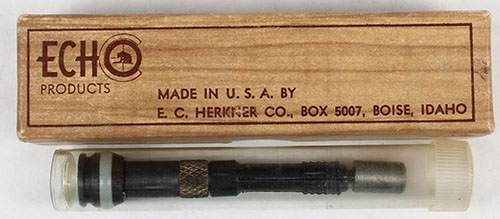 ECHO
PRODUCTS
MADE IN U. S. A. BY
E. C. HERKNER CO., BOX 5007, BOISE, IDAHO